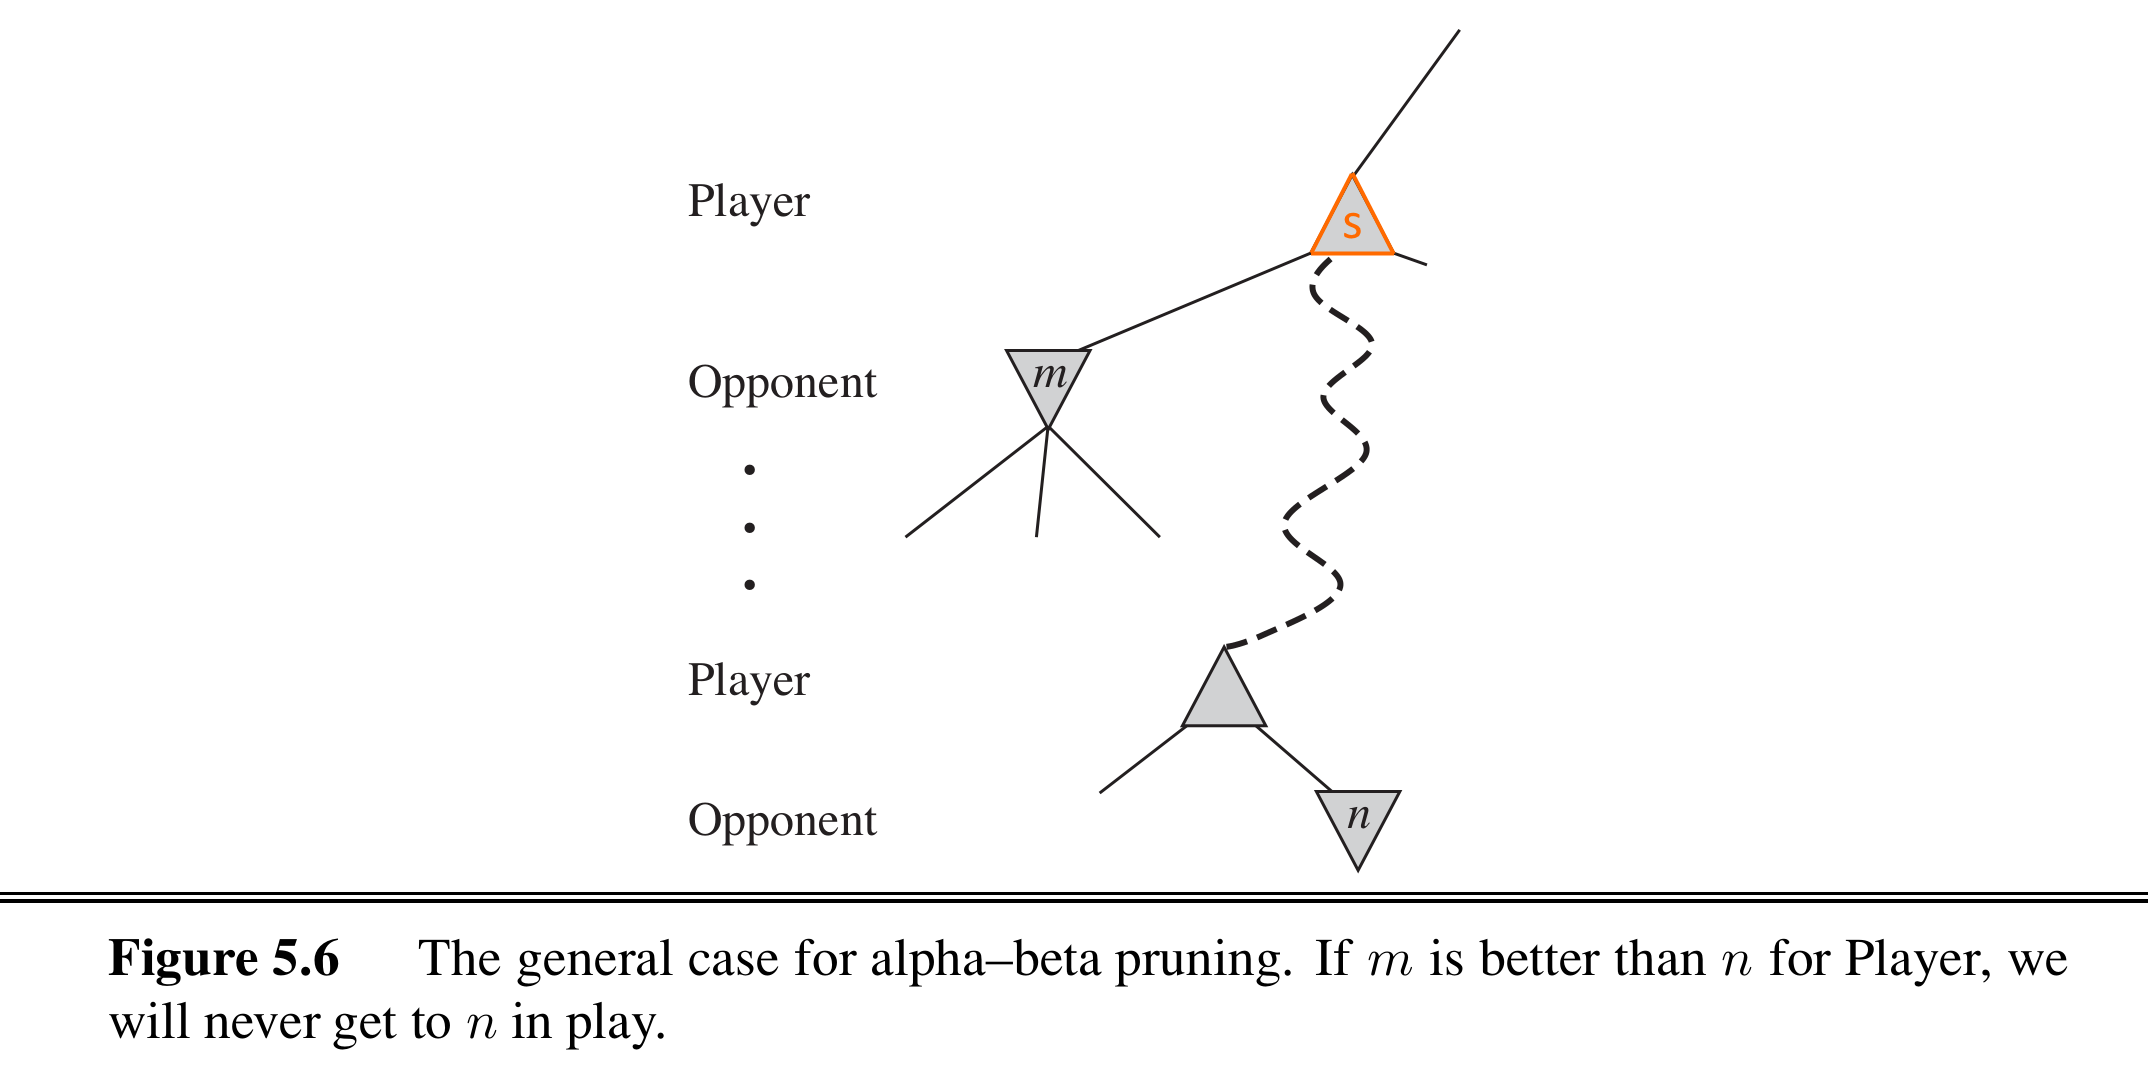 Player
s
Opponent
m
Player
Opponent
n
Figure 5.6 The general case for alpha–beta pruning. If m is better than n for Player, we
will never get to n in play.